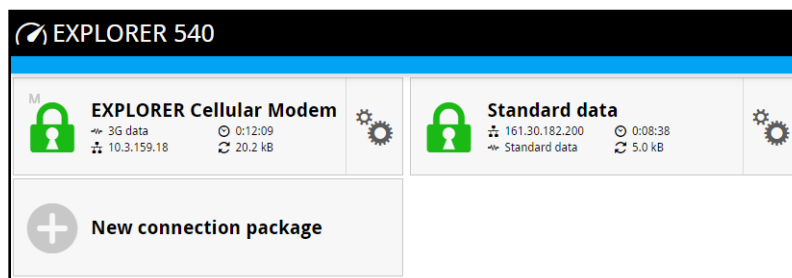 EXPLORER 540
M
EXPLORER Cellular Modem
3G data 0:12:09
10.3.159.18 20.2 kB
Standard data
161.30.182.200 0:08:38
Standard data 5.0 kB
New connection package